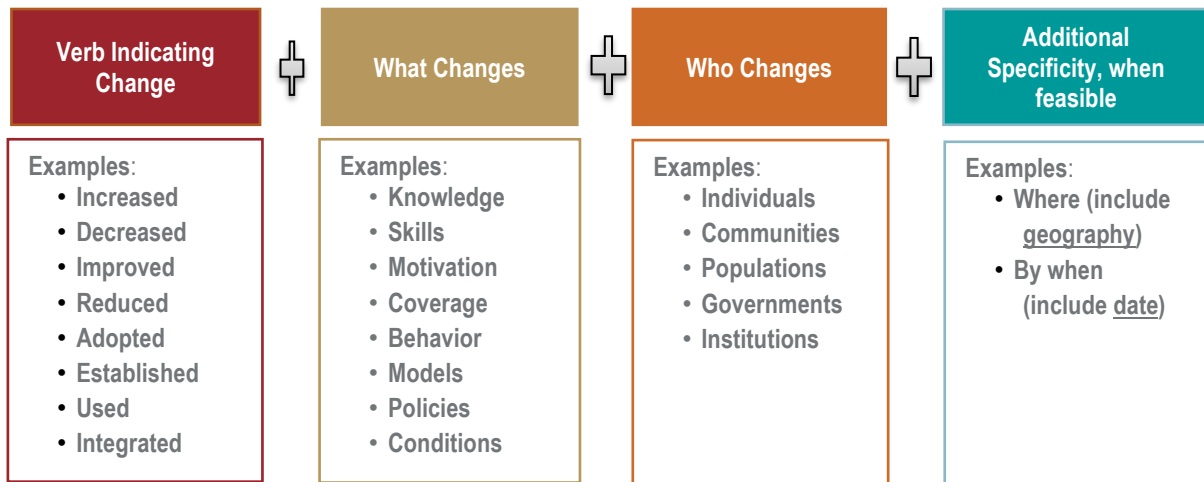 Verb Indicating
Change
What Changes
Who Changes
Additional
Specificity, when
feasible
Examples:
• Increased
• Decreased
• Improved
• Reduced
• Adopted
• Established
• Used
• Integrated
Examples:
• Knowledge
• Skills
• Motivation
• Coverage
• Behavior
• Models
• Policies
• Conditions
Examples:
• Individuals
• Communities
• Populations
• Governments
• Institutions
Examples:
• Where (include
geography)
• By when
(include date)